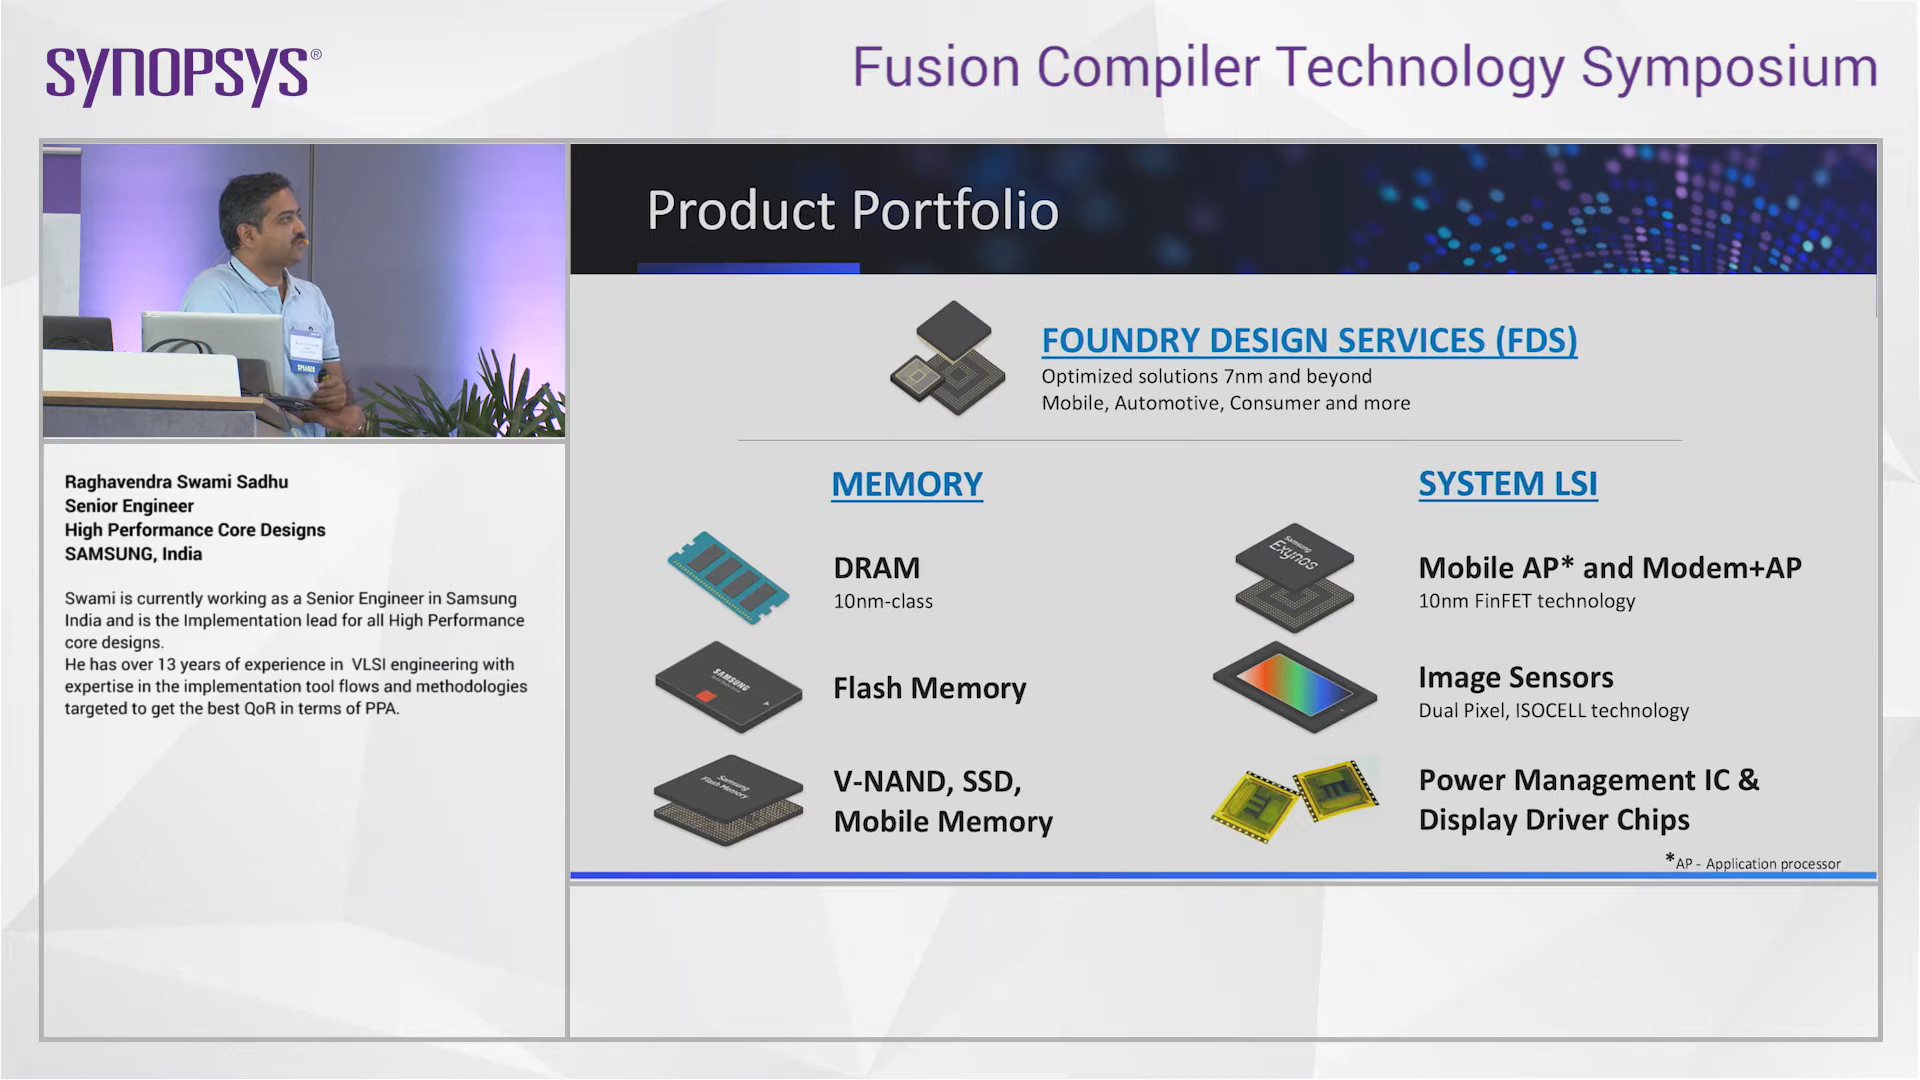 SYNOPSYS®
Fusion Compiler Technology Symposium
SPEAKER
Raghavendra Swami Sadhu
Senior Engineer
High Performance Core Designs
SAMSUNG, India
Swami is currently working as a Senior Engineer in Samsung
India and is the Implementation lead for all High Performance
core designs.
He has over 13 years of experience in VLSI engineering with
expertise in the implementation tool flows and methodologies
targeted to get the best QoR in terms of PPA.
Product Portfolio
FOUNDRY DESIGN SERVICES (FDS)
Optimized solutions 7nm and beyond
Mobile, Automotive, Consumer and more
MEMORY
DRAM
10nm-class
SAMSUNG
Flash Memory
Samsung
Flash Memory
V-NAND, SSD,
Mobile Memory
SYSTEM LSI
Samsung
Exynos
Mobile AP* and Modem+AP
10nm FinFET technology
Image Sensors
Dual Pixel, ISOCELL technology
Power Management IC &
Display Driver Chips
*AP - Application processor